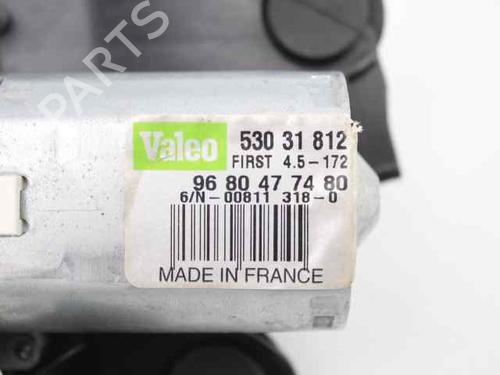 Valeo 530 31 812
FIRST 4.5-172
96 80 47 74 80
6/N-00811 318-0
MADE IN FRANCE
B-PARTS